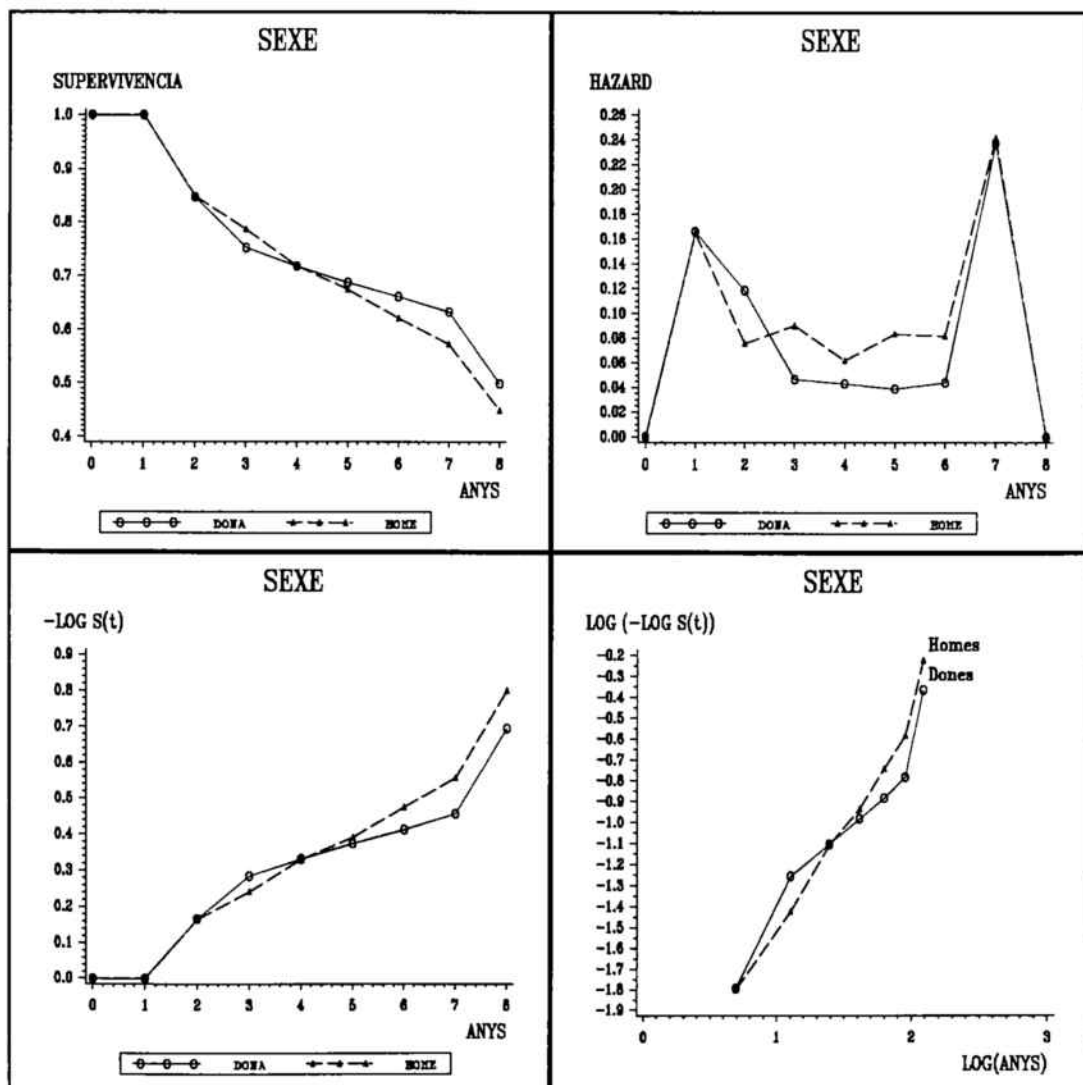 SEXE
SUPERVIVENCIA
1.0
0.9
0.8
0.7
0.6
0.5
0.4
0 1 2 3 4 5 6 7 8
ANYS
DONA HOME
SEXE
HAZARD
0.26
0.24
0.22
0.20
0.18
0.16
0.14
0.12
0.10
0.08
0.06
0.04
0.02
0.00
0 1 2 3 4 5 6 7 8
ANYS
DONA HOME
SEXE
-LOG S(t)
0.9
0.8
0.7
0.6
0.5
0.4
0.3
0.2
0.1
0.0
0 1 2 3 4 5 6 7 8
ANYS
DONA HOME
SEXE
LOG (-LOG S(t))
Homes
Dones
-0.2
-0.3
-0.4
-0.5
-0.6
-0.7
-0.8
-0.9
-1.0
-1.1
-1.2
-1.3
-1.4
-1.5
-1.6
-1.7
-1.8
-1.9
0 1 2 3
LOG(ANYS)